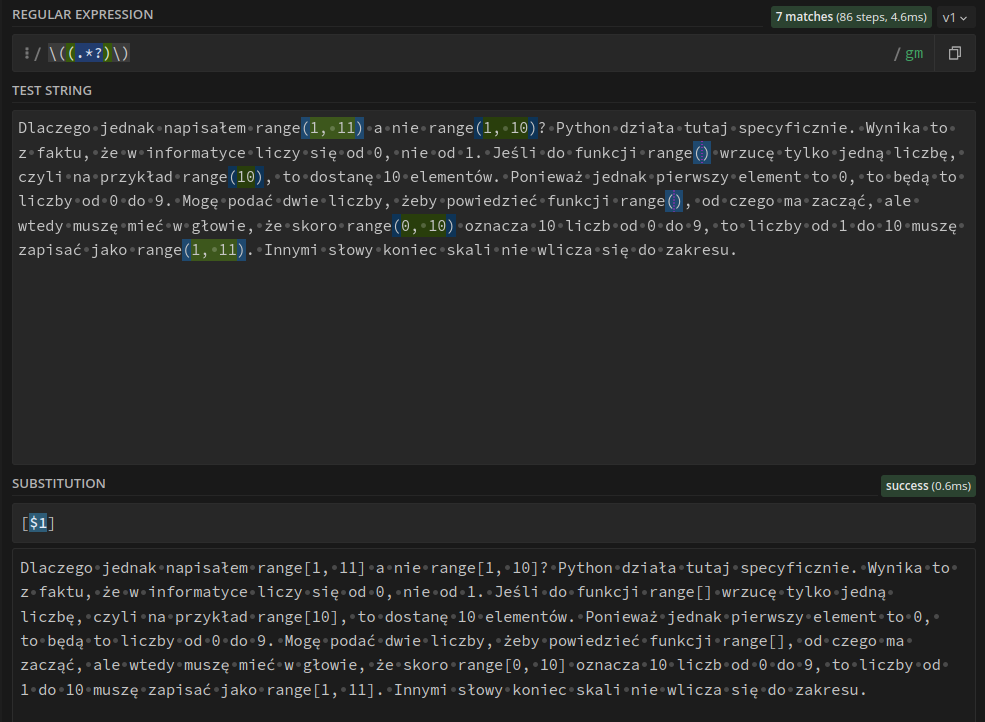 REGULAR EXPRESSION
7 matches (86 steps, 4.6ms)
v1
/ \((.*?)\)
/ gm
TEST STRING
Dlaczego jednak napisałem range(1, 11) a nie range(1, 10)? Python działa tutaj specyficznie. Wynika to
z faktu, że w informatyce liczy się od 0, nie od 1. Jeśli do funkcji range() wrzucę tylko jedną liczbę,
czyli na przykład range(10), to dostanę 10 elementów. Ponieważ jednak pierwszy element to 0, to będą to
liczby od 0 do 9. Mogę podać dwie liczby, żeby powiedzieć funkcji range(), od czego ma zacząć, ale
wtedy muszę mieć w głowie, że skoro range(0, 10) oznacza 10 liczb od 0 do 9, to liczby od 1 do 10 muszę
zapisać jako range(1, 11). Innymi słowy koniec skali nie wlicza się do zakresu.
SUBSTITUTION
success (0.6ms)
[$1]
Dlaczego jednak napisałem range[1, 11] a nie range[1, 10]? Python działa tutaj specyficznie. Wynika to
z faktu, że w informatyce liczy się od 0, nie od 1. Jeśli do funkcji range[] wrzucę tylko jedną
liczbę, czyli na przykład range[10], to dostanę 10 elementów. Ponieważ jednak pierwszy element to 0,
to będą to liczby od 0 do 9. Mogę podać dwie liczby, żeby powiedzieć funkcji range[], od czego ma
zacząć, ale wtedy muszę mieć w głowie, że skoro range[0, 10] oznacza 10 liczb od 0 do 9, to liczby od
1 do 10 muszę zapisać jako range[1, 11]. Innymi słowy koniec skali nie wlicza się do zakresu.